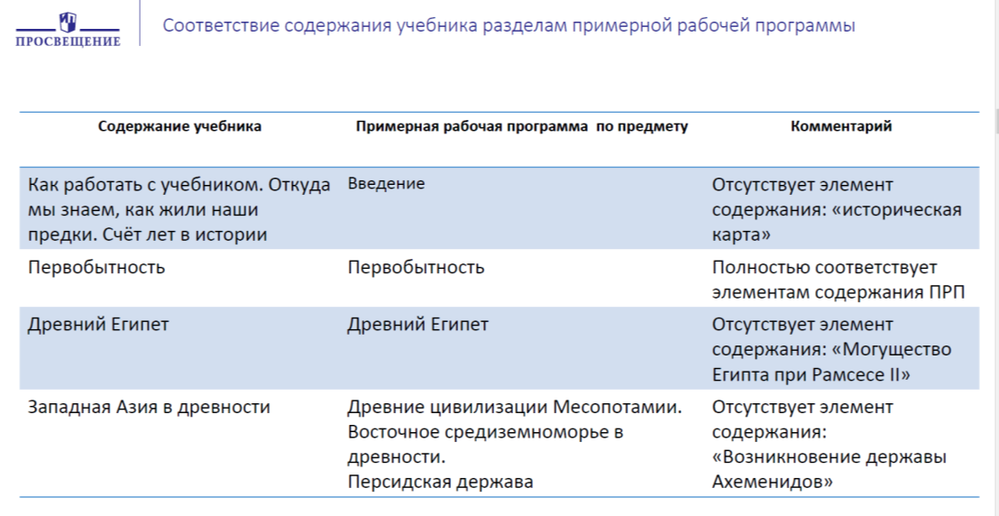 ПРОСВЕЩЕНИЕ
Соответствие содержания учебника разделам примерной рабочей программы
Содержание учебника
Примерная рабочая программа по предмету
Комментарий
Как работать с учебником. Откуда
мы знаем, как жили наши
предки. Счёт лет в истории
Введение
Отсутствует элемент
содержания: «историческая
карта»
Первобытность
Первобытность
Полностью соответствует
элементам содержания ПРП
Древний Египет
Древний Египет
Отсутствует элемент
содержания: «Могущество
Египта при Рамсесе II»
Западная Азия в древности
Древние цивилизации Месопотамии.
Восточное средиземноморье в
древности.
Персидская держава
Отсутствует элемент
содержания:
«Возникновение державы
Ахеменидов»